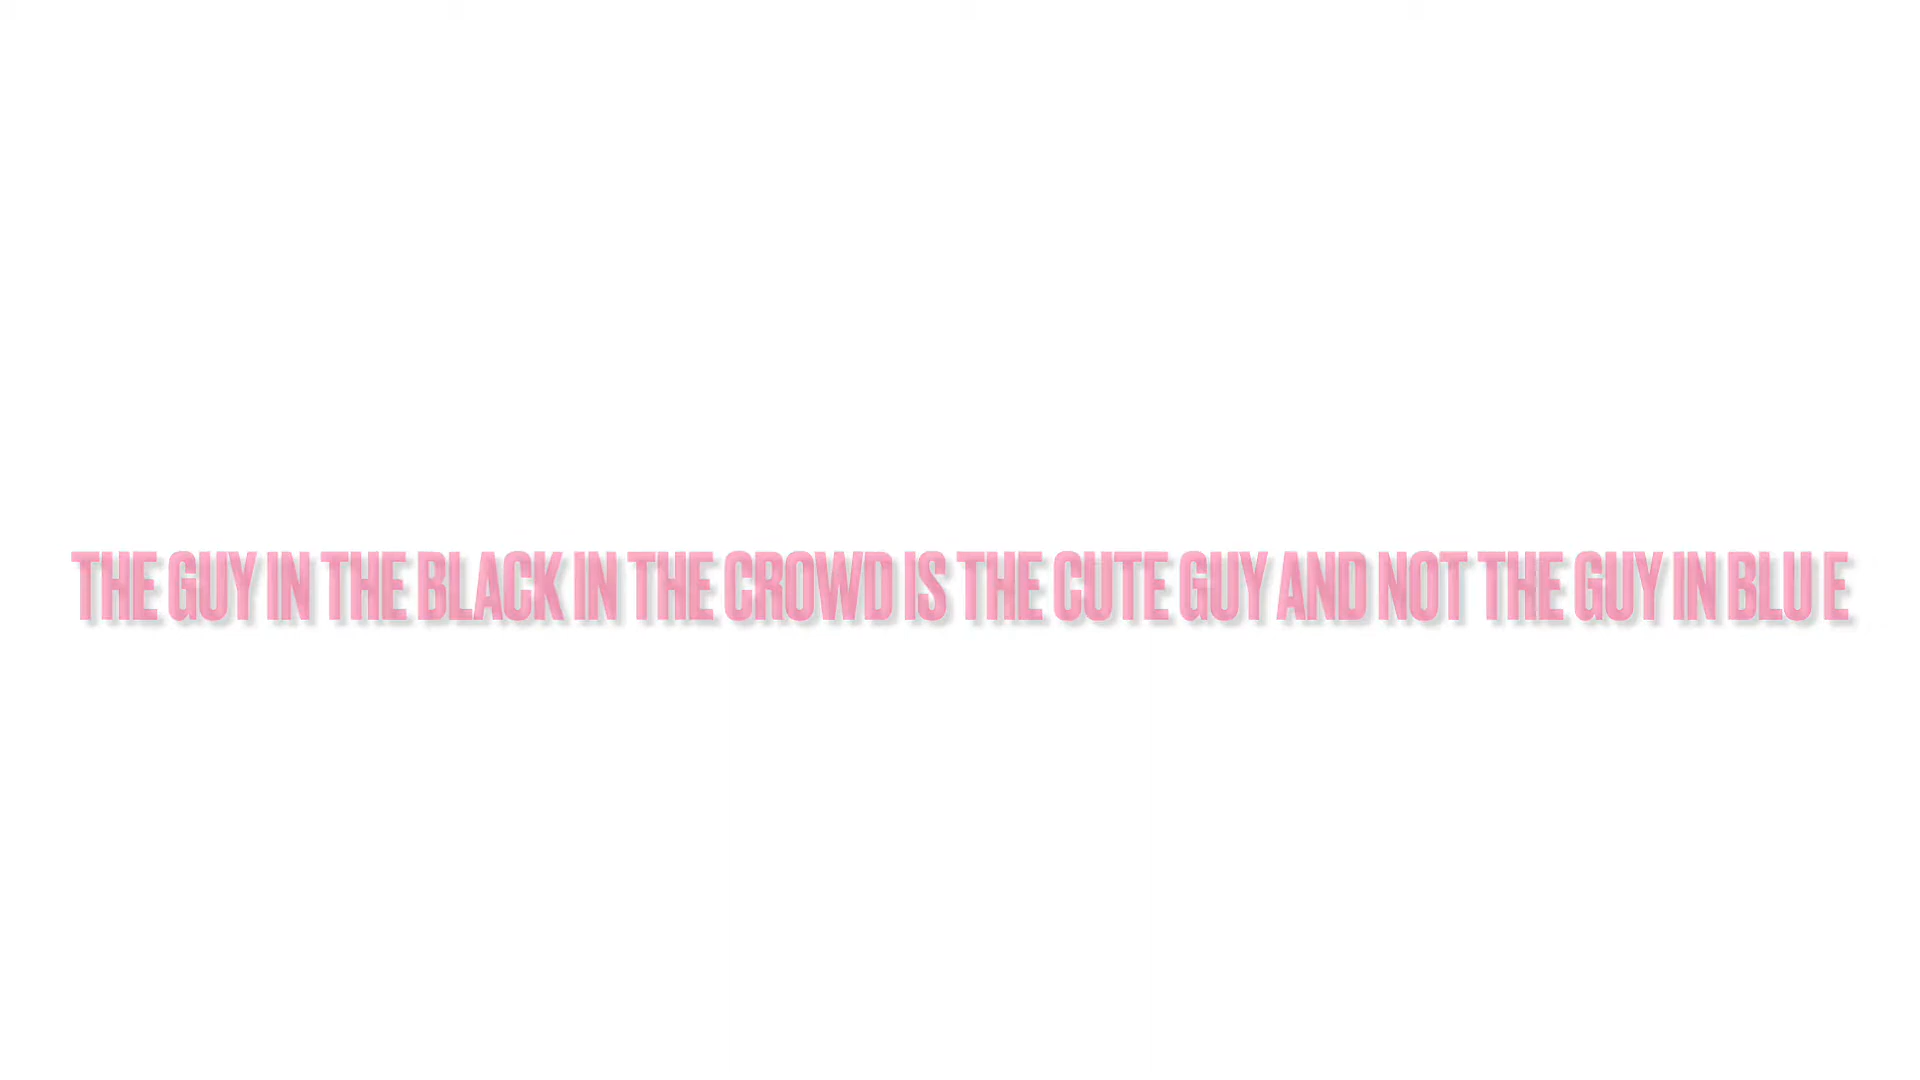 THE GUY IN THE BLACK IN THE CROWD IS THE CUTE GUY AND NOT THE GUY IN BLU E